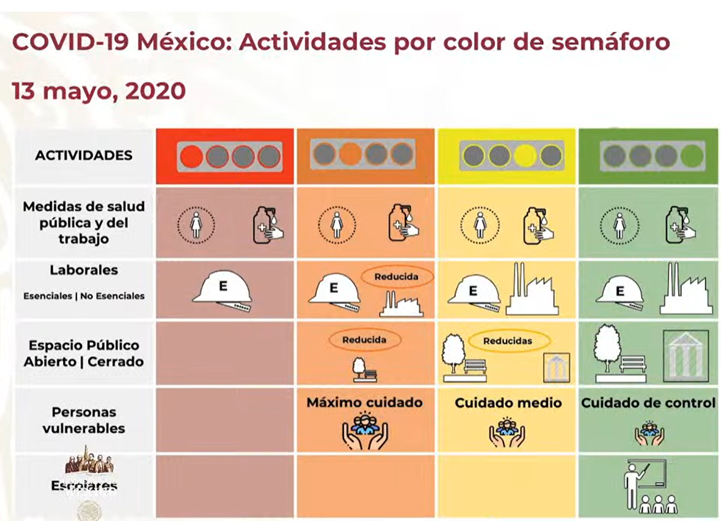 COVID-19 México: Actividades por color de semáforo
13 mayo, 2020
ACTIVIDADES
Medidas de salud
pública y del
trabajo
Laborales
Esenciales | No Esenciales
E
E
Reducida
E
E
Espacio Público
Abierto | Cerrado
Reducida
Reducidas
Personas
vulnerables
Máximo cuidado
Cuidado medio
Cuidado de control
Escolares